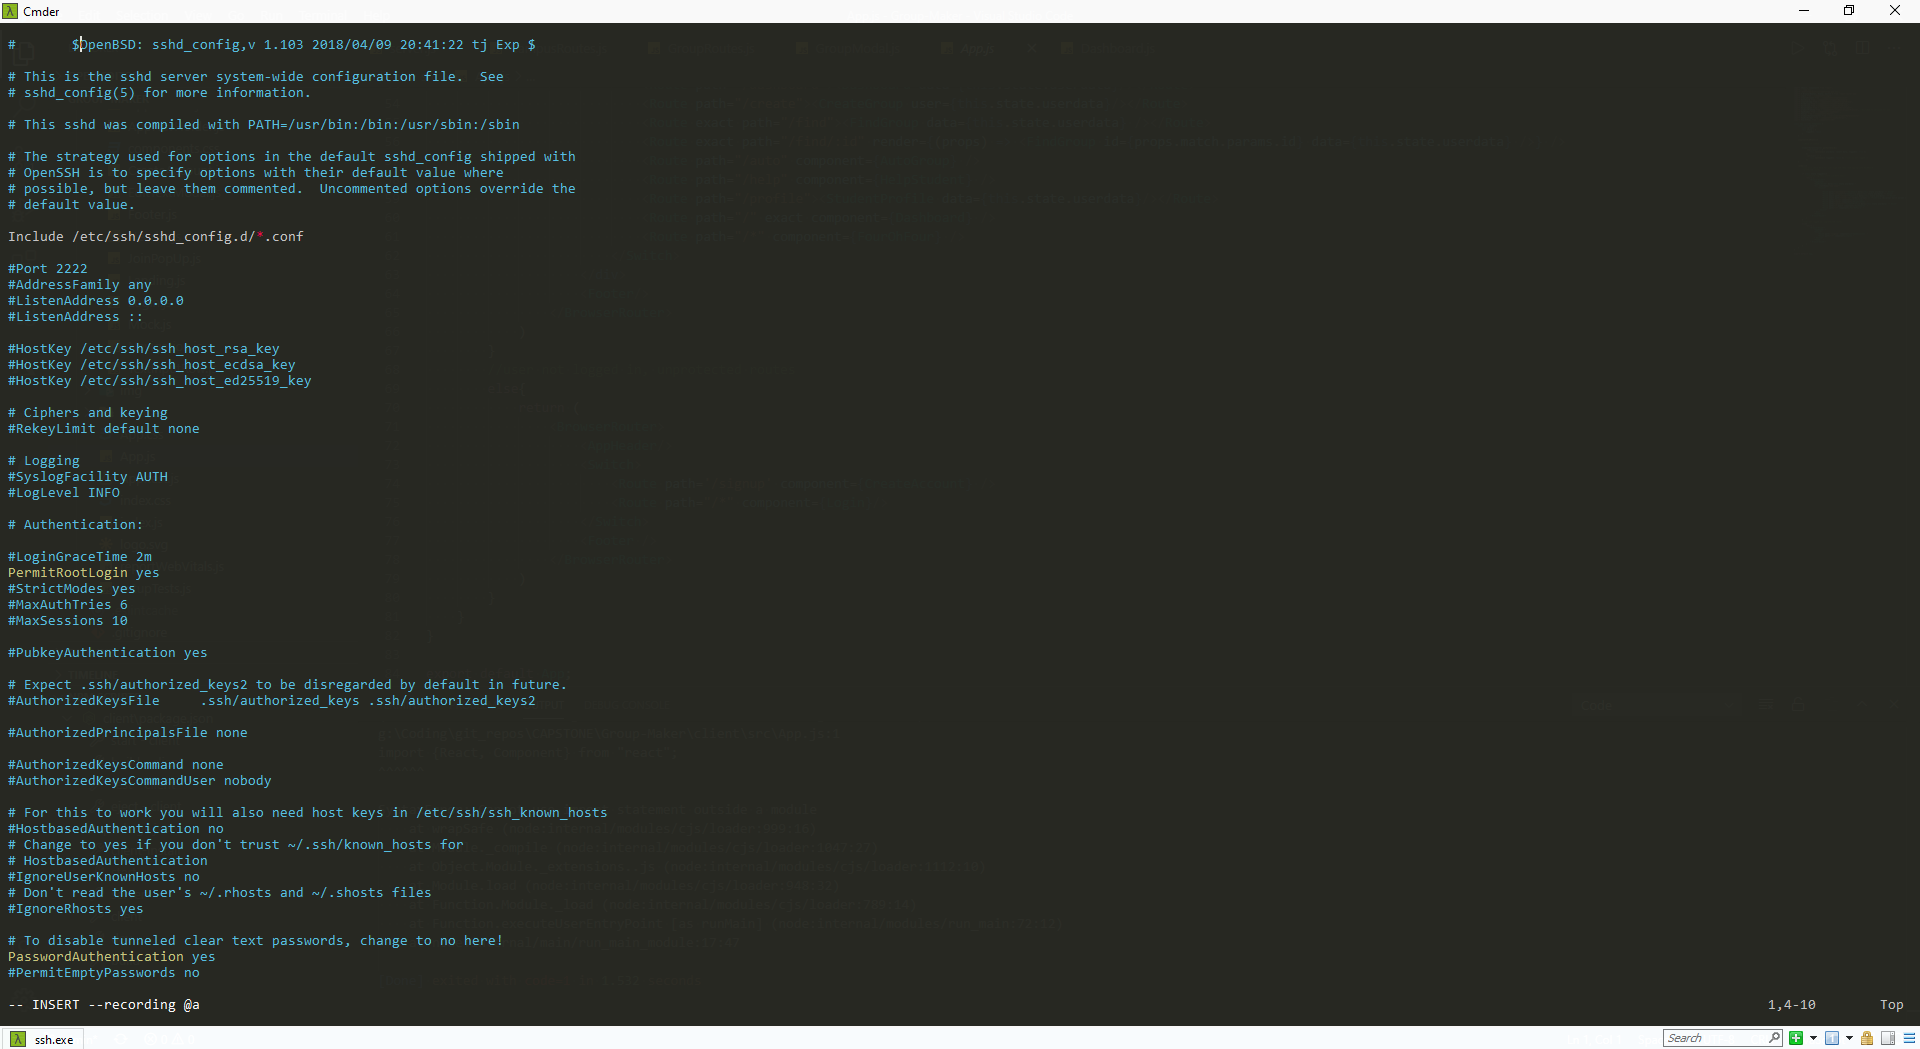 Cmder
#       $OpenBSD: sshd_config,v 1.103 2018/04/09 20:41:22 tj Exp $
# This is the sshd server system-wide configuration file.  See
# sshd_config(5) for more information.
# This sshd was compiled with PATH=/usr/bin:/bin:/usr/sbin:/sbin
# The strategy used for options in the default sshd_config shipped with
# OpenSSH is to specify options with their default value where
# possible, but leave them commented.  Uncommented options override the
# default value.
Include /etc/ssh/sshd_config.d/*.conf
#Port 2222
#AddressFamily any
#ListenAddress 0.0.0.0
#ListenAddress ::
#HostKey /etc/ssh/ssh_host_rsa_key
#HostKey /etc/ssh/ssh_host_ecdsa_key
#HostKey /etc/ssh/ssh_host_ed25519_key
# Ciphers and keying
#RekeyLimit default none
# Logging
#SyslogFacility AUTH
#LogLevel INFO
# Authentication:
#LoginGraceTime 2m
PermitRootLogin yes
#StrictModes yes
#MaxAuthTries 6
#MaxSessions 10
#PubkeyAuthentication yes
# Expect .ssh/authorized_keys2 to be disregarded by default in future.
#AuthorizedKeysFile     .ssh/authorized_keys .ssh/authorized_keys2
#AuthorizedPrincipalsFile none
#AuthorizedKeysCommand none
#AuthorizedKeysCommandUser nobody
# For this to work you will also need host keys in /etc/ssh/ssh_known_hosts
#HostbasedAuthentication no
# Change to yes if you don't trust ~/.ssh/known_hosts for
# HostbasedAuthentication
#IgnoreUserKnownHosts no
# Don't read the user's ~/.rhosts and ~/.shosts files
#IgnoreRhosts yes
# To disable tunneled clear text passwords, change to no here!
PasswordAuthentication yes
#PermitEmptyPasswords no
-- INSERT --recording @a 1,4-10 Top
ssh.exe Search